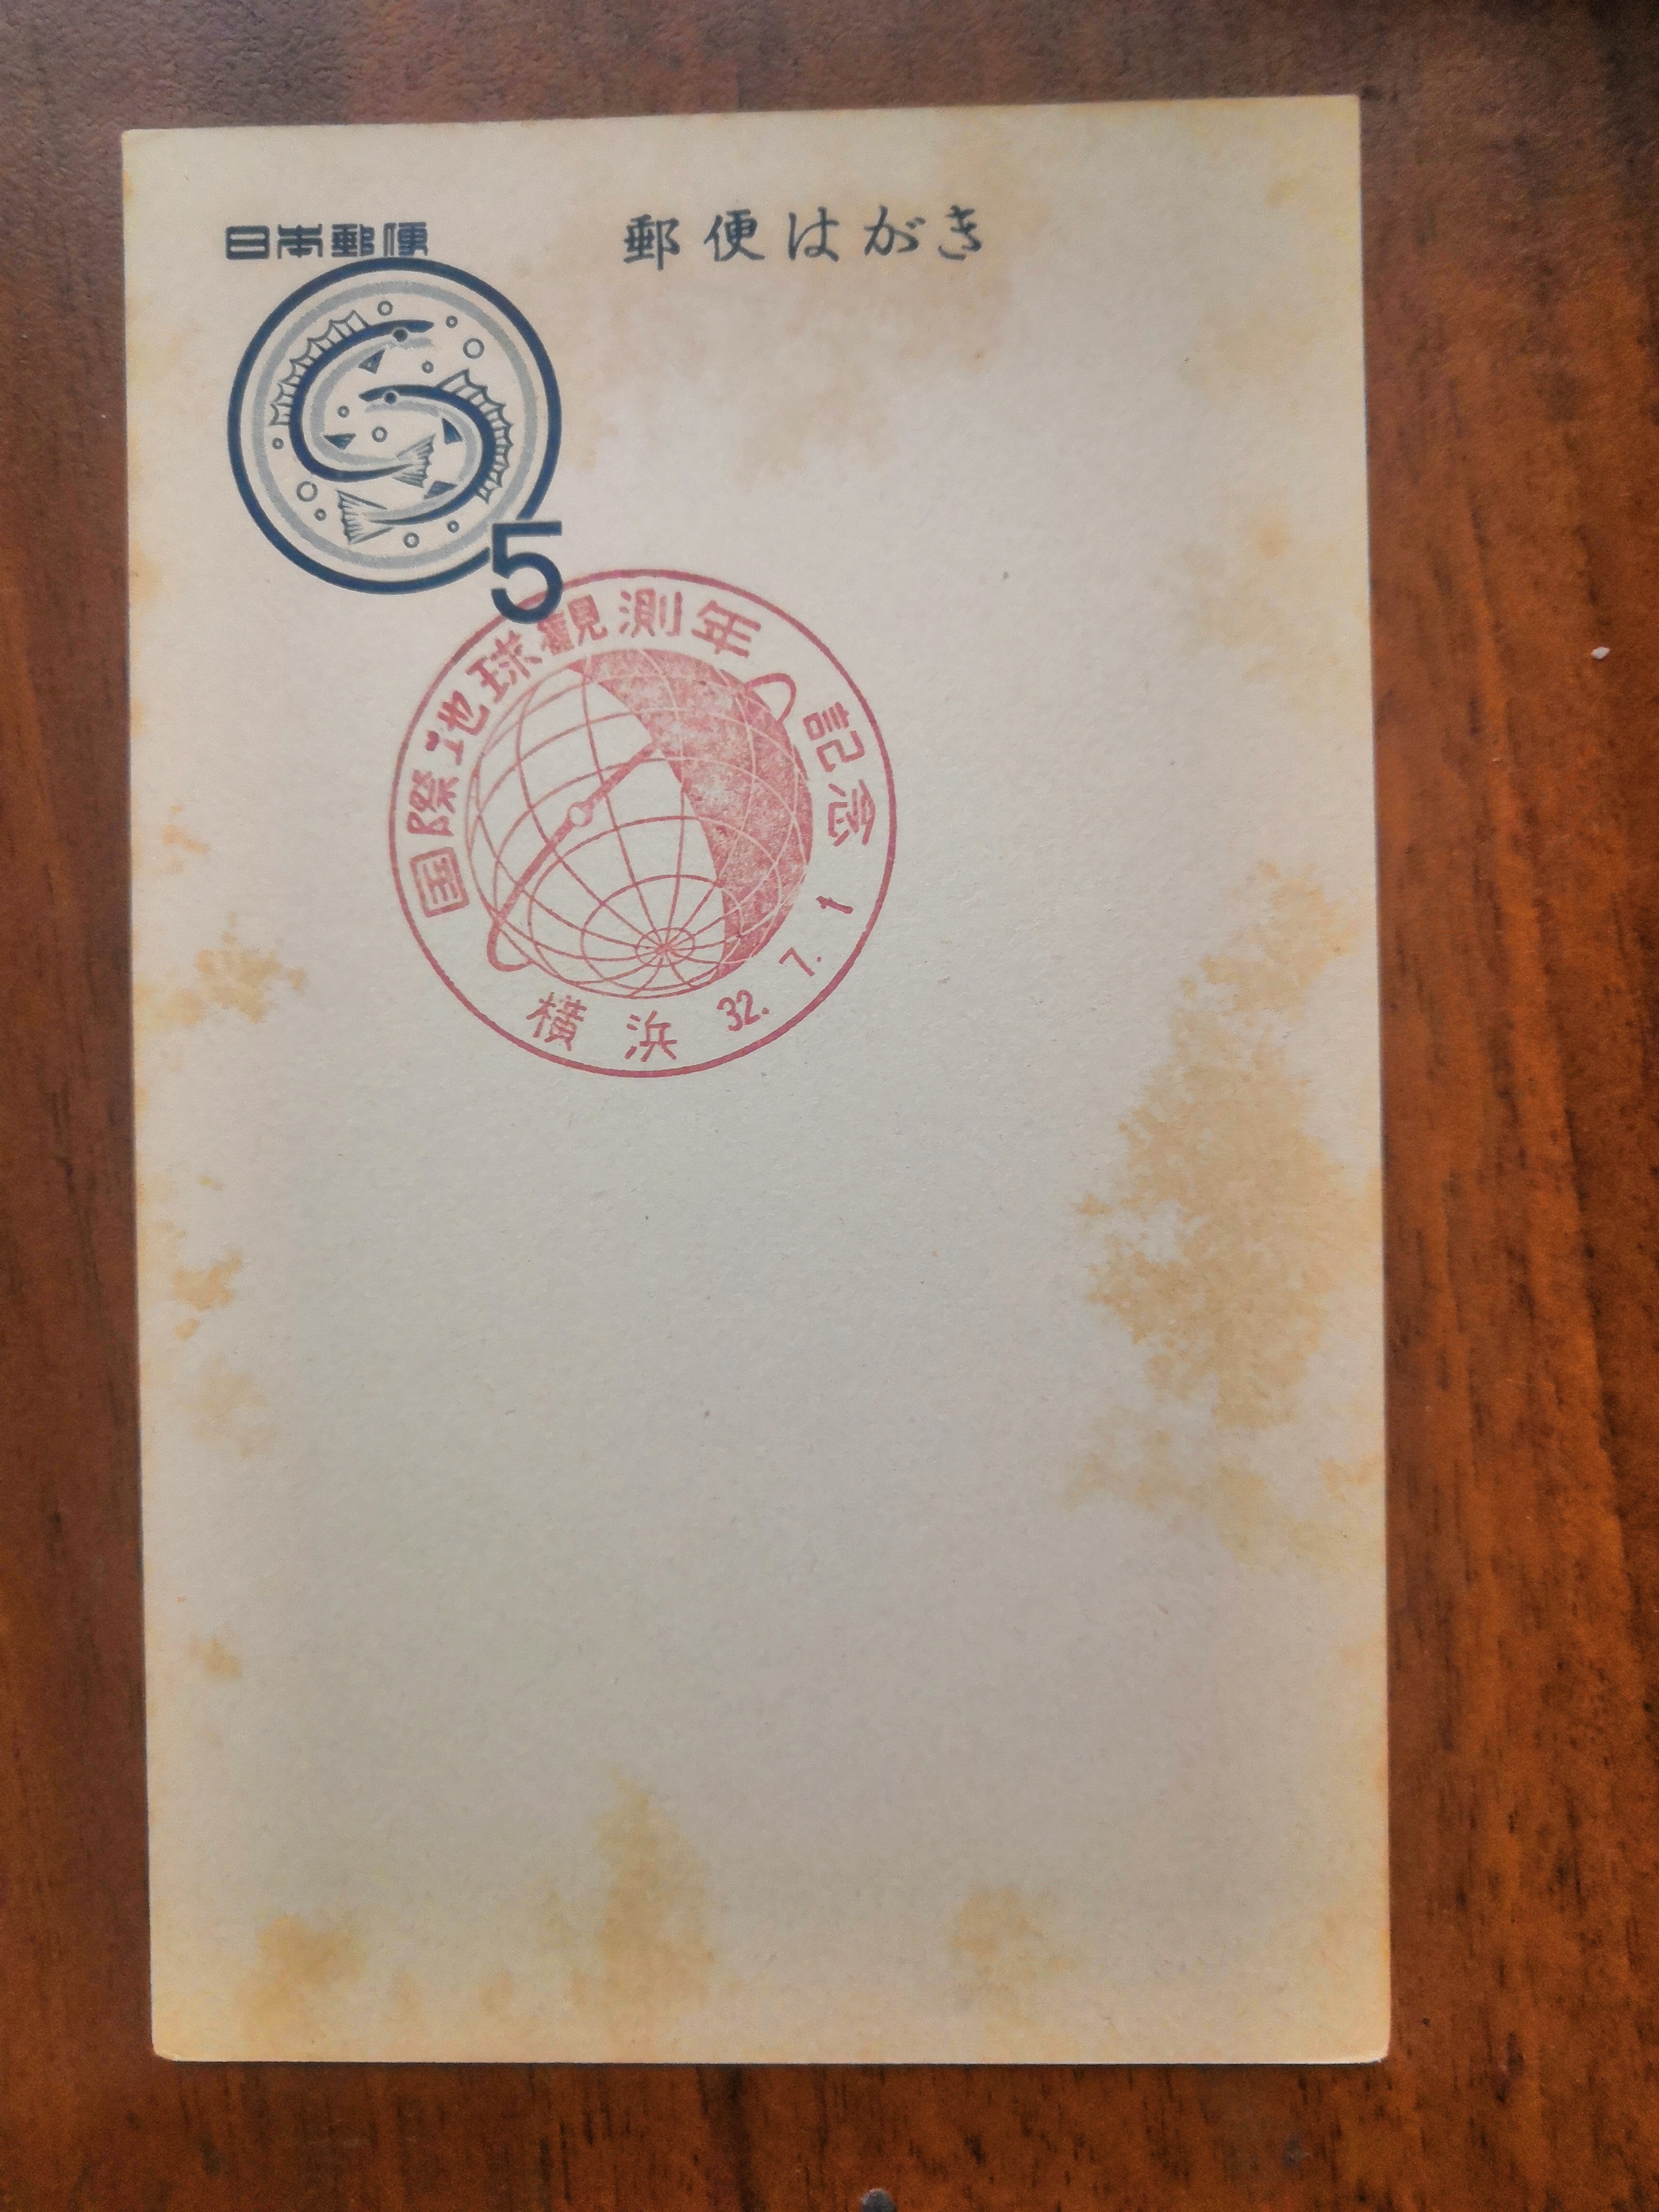 日本郵便
郵便はがき
5
国際地球観測年 記念
横浜 32. 7. 1